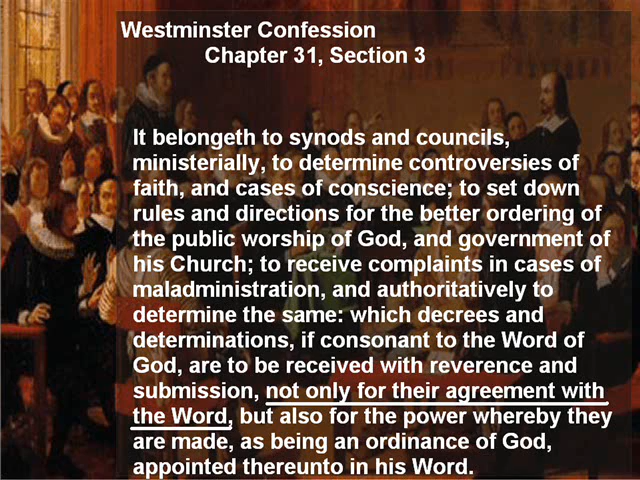 Westminster Confession
Chapter 31, Section 3
It belongeth to synods and councils,
ministerially, to determine controversies of
faith, and cases of conscience; to set down
rules and directions for the better ordering of
the public worship of God, and government of
his Church; to receive complaints in cases of
maladministration, and authoritatively to
determine the same: which decrees and
determinations, if consonant to the Word of
God, are to be received with reverence and
submission, not only for their agreement with
the Word, but also for the power whereby they
are made, as being an ordinance of God,
appointed thereunto in his Word.